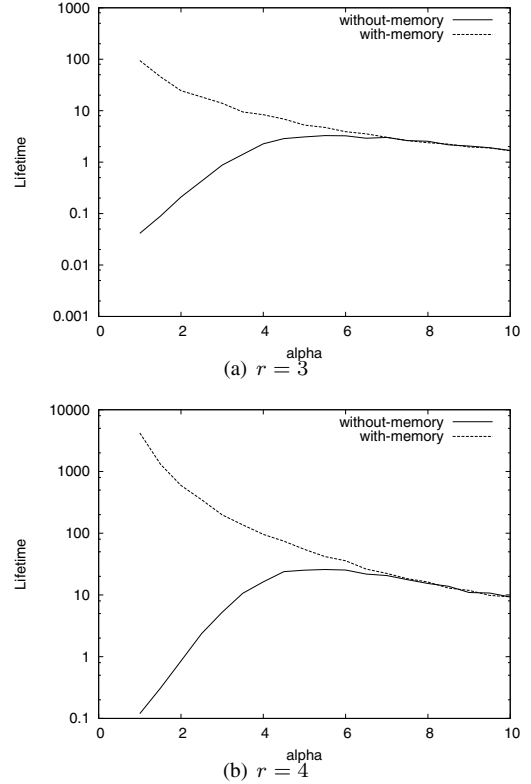 1000
100
10
1
0.1
0.01
0.001
Lifetime
without-memory
with-memory
0 2 4 6 8 10
alpha
(a) r = 3
10000
1000
100
10
1
0.1
Lifetime
without-memory
with-memory
0 2 4 6 8 10
alpha
(b) r = 4